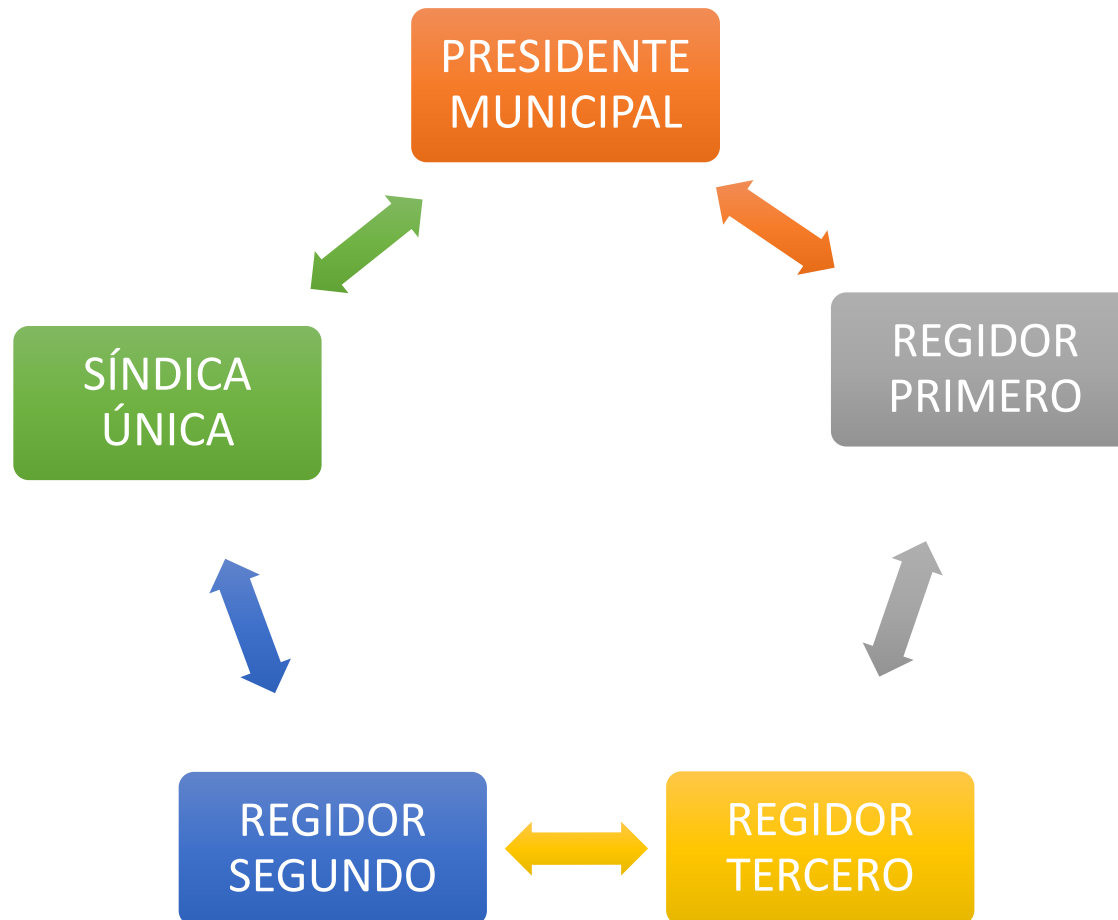 PRESIDENTE
MUNICIPAL
SÍNDICA
ÚNICA
REGIDOR
PRIMERO
REGIDOR
SEGUNDO
REGIDOR
TERCERO